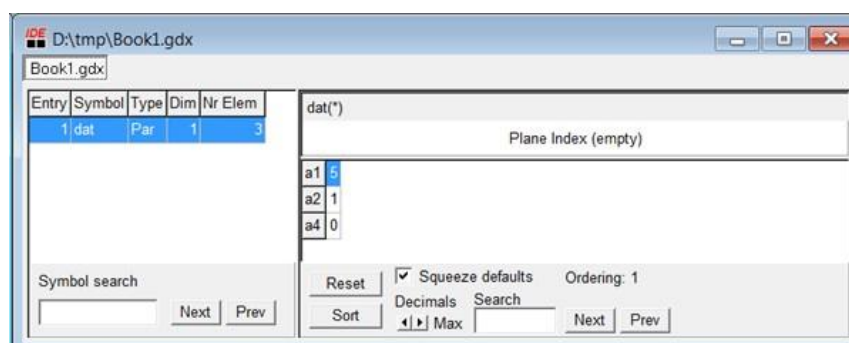 IDE D:\tmp\Book1.gdx
Book1.gdx
Entry Symbol Type Dim Nr Elem
1 dat Par 1 3
dat(*)
Plane Index (empty)
a1 5
a2 1
a4 0
Symbol search
Next Prev
Reset Squeeze defaults Ordering: 1
Sort Decimals Max Search Next Prev